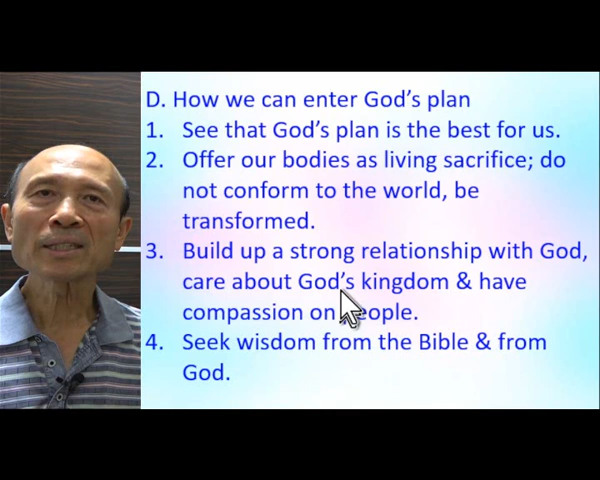 D. How we can enter God's plan
1. See that God's plan is the best for us.
2. Offer our bodies as living sacrifice; do
not conform to the world, be
transformed.
3. Build up a strong relationship with God,
care about God's kingdom & have
compassion on people.
4. Seek wisdom from the Bible & from
God.